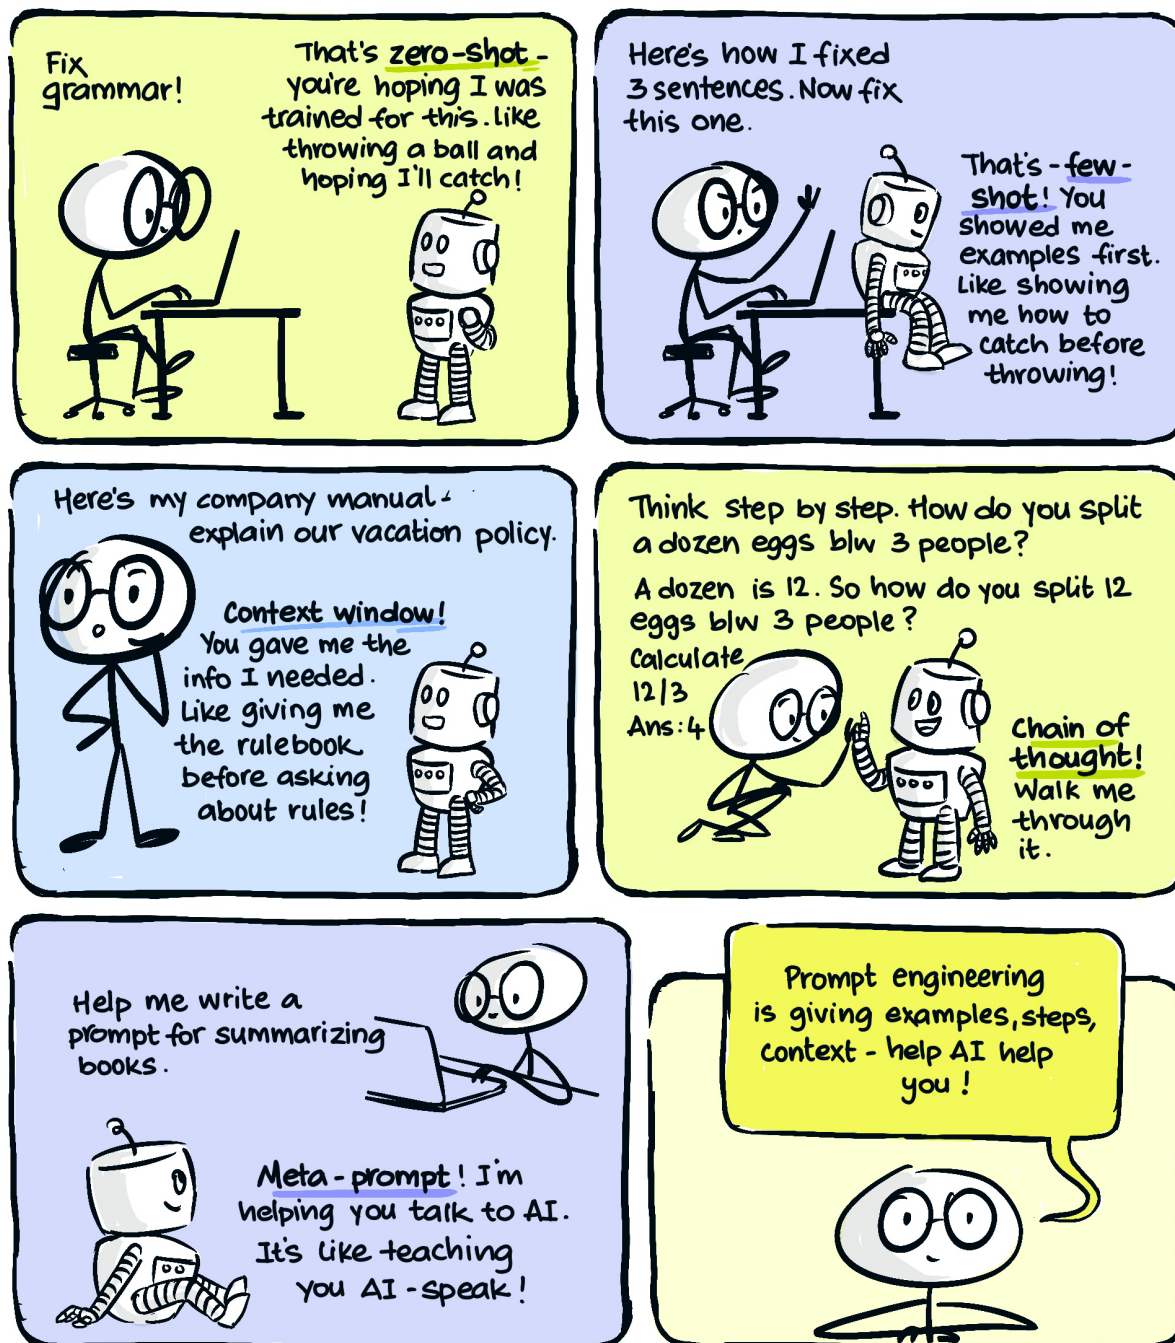 Fix
grammar!
That's zero-shot -
you're hoping I was
trained for this. like
throwing a ball and
hoping I'll catch!
Here's how I fixed
3 sentences. Now fix
this one.
That's - few-
shot! You
showed me
examples first.
Like showing
me how to
catch before
throwing!
Here's my company manual -
explain our vacation policy.
Context window!
You gave me the
info I needed.
Like giving me
the rulebook
before asking
about rules!
Think step by step. How do you split
a dozen eggs b/w 3 people?
A dozen is 12. So how do you split 12
eggs b/w 3 people?
Calculate
12/3
Ans: 4
Chain of
thought!
Walk me
through
it.
Help me write a
prompt for summarizing
books.
Meta-prompt! I'm
helping you talk to AI.
It's like teaching
you AI-speak!
Prompt engineering
is giving examples, steps,
context - help AI help
you!